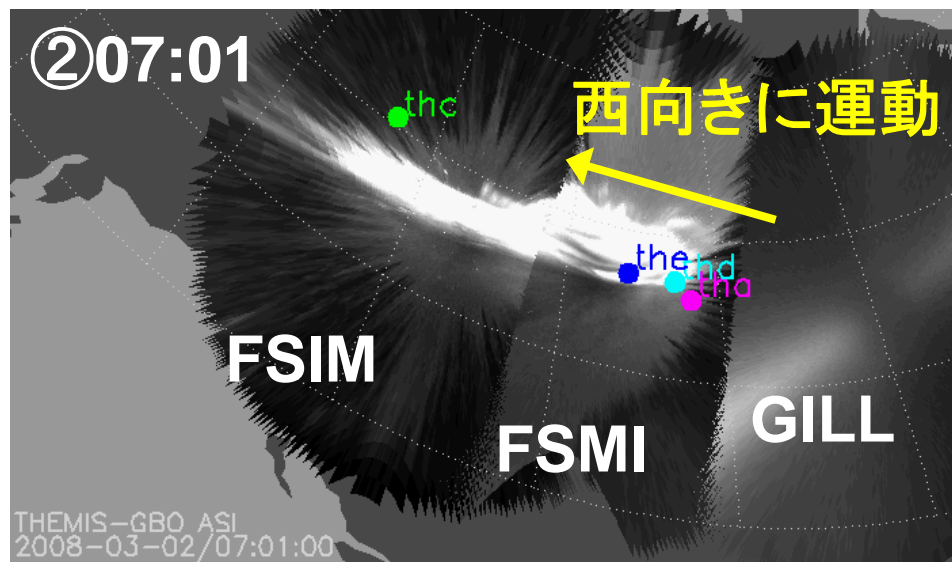 ②07:01
thc
西向きに運動
the
thd
tha
FSIM
FSMI
GILL
THEMIS-GBO ASI
2008-03-02/07:01:00